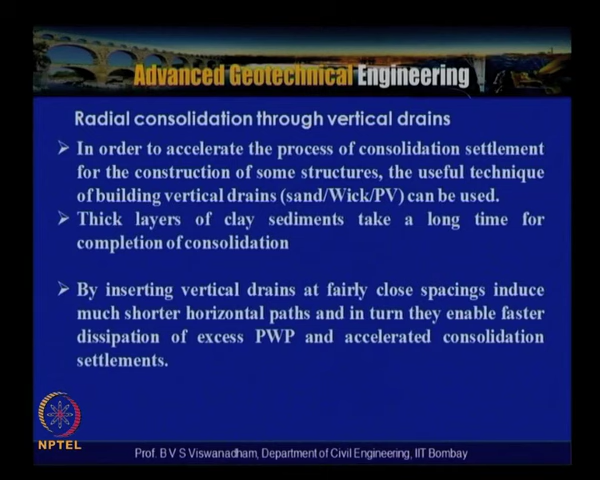 Advanced Geotechnical Engineering
Radial consolidation through vertical drains
➤ In order to accelerate the process of consolidation settlement
for the construction of some structures, the useful technique
of building vertical drains (sand/Wick/PV) can be used.
➤ Thick layers of clay sediments take a long time for
completion of consolidation
➤ By inserting vertical drains at fairly close spacings induce
much shorter horizontal paths and in turn they enable faster
dissipation of excess PWP and accelerated consolidation
settlements.
NPTEL
Prof. B V S Viswanadham, Department of Civil Engineering, IIT Bombay